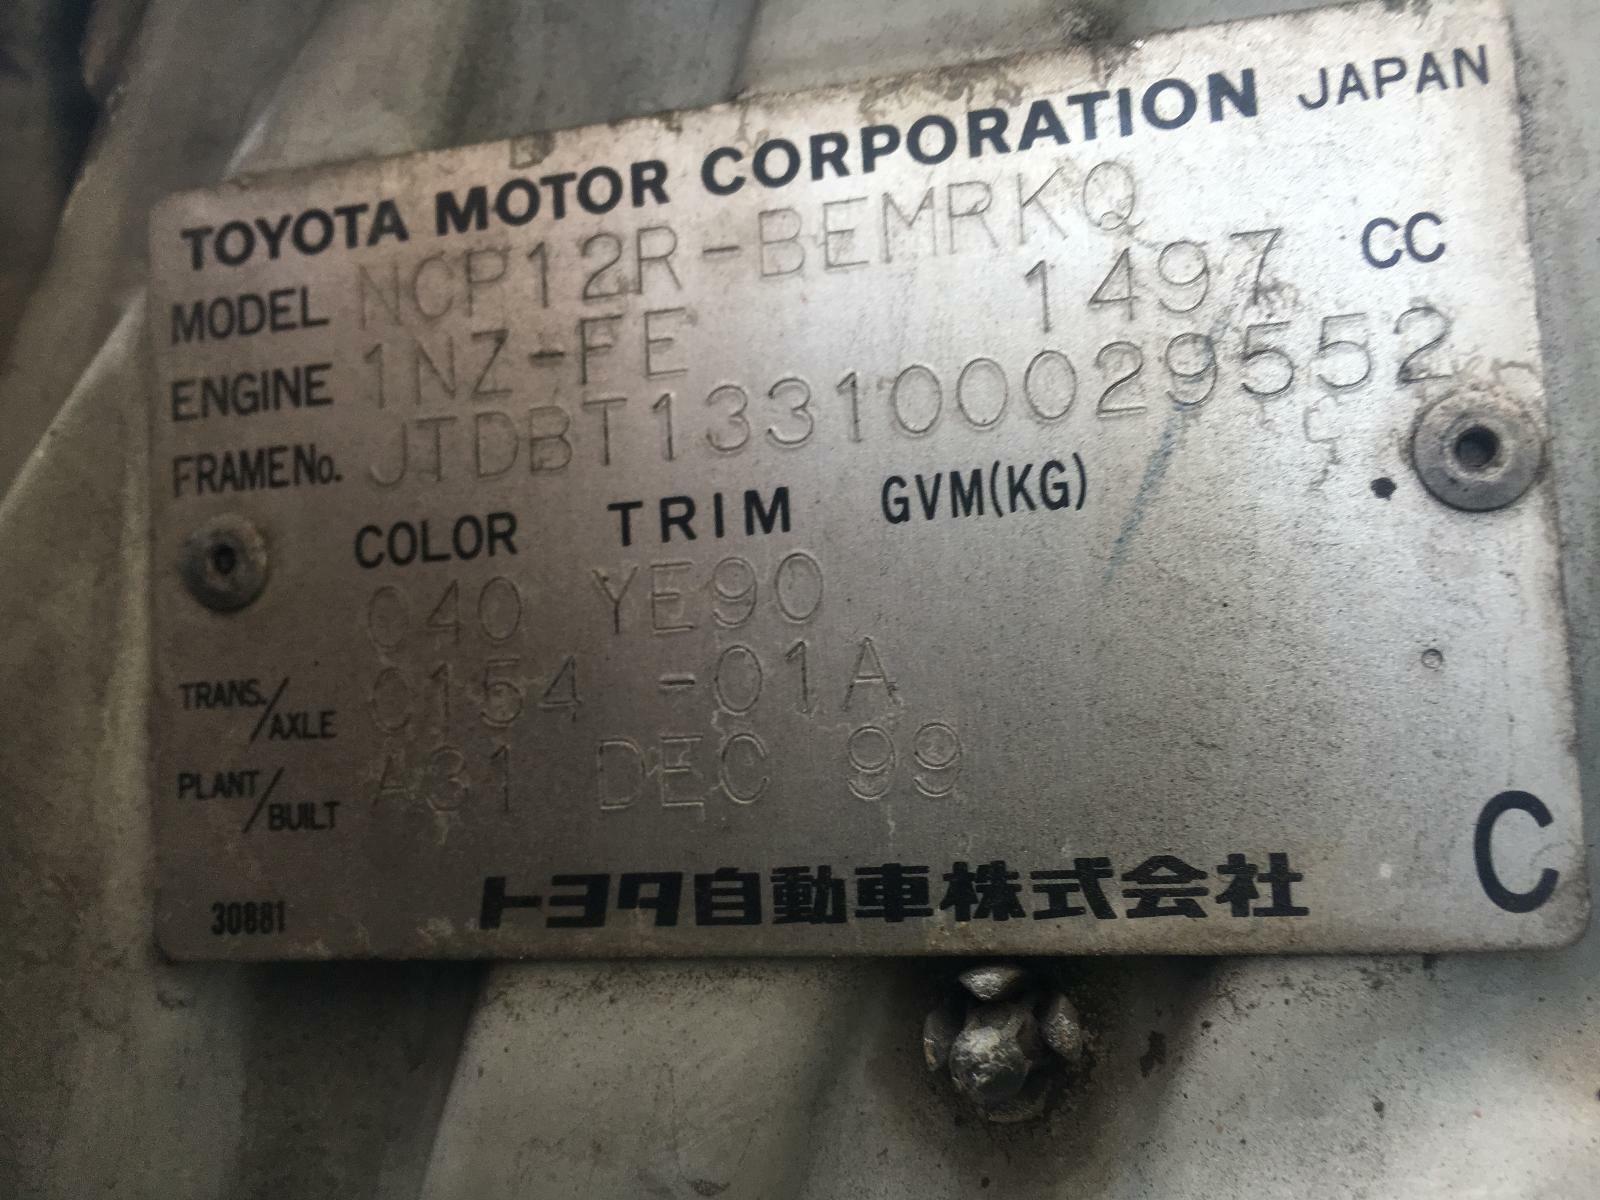 TOYOTA MOTOR CORPORATION JAPAN
MODEL NCP12R-BEMRKQ
ENGINE 1NZ-FE 1497 CC
FRAME No. JTDBT133100029552
COLOR TRIM GVM(KG)
040 YE90
TRANS./AXLE C154 -01A
PLANT/BUILT A31 DEC 99
トヨタ自動車株式会社
30881
C